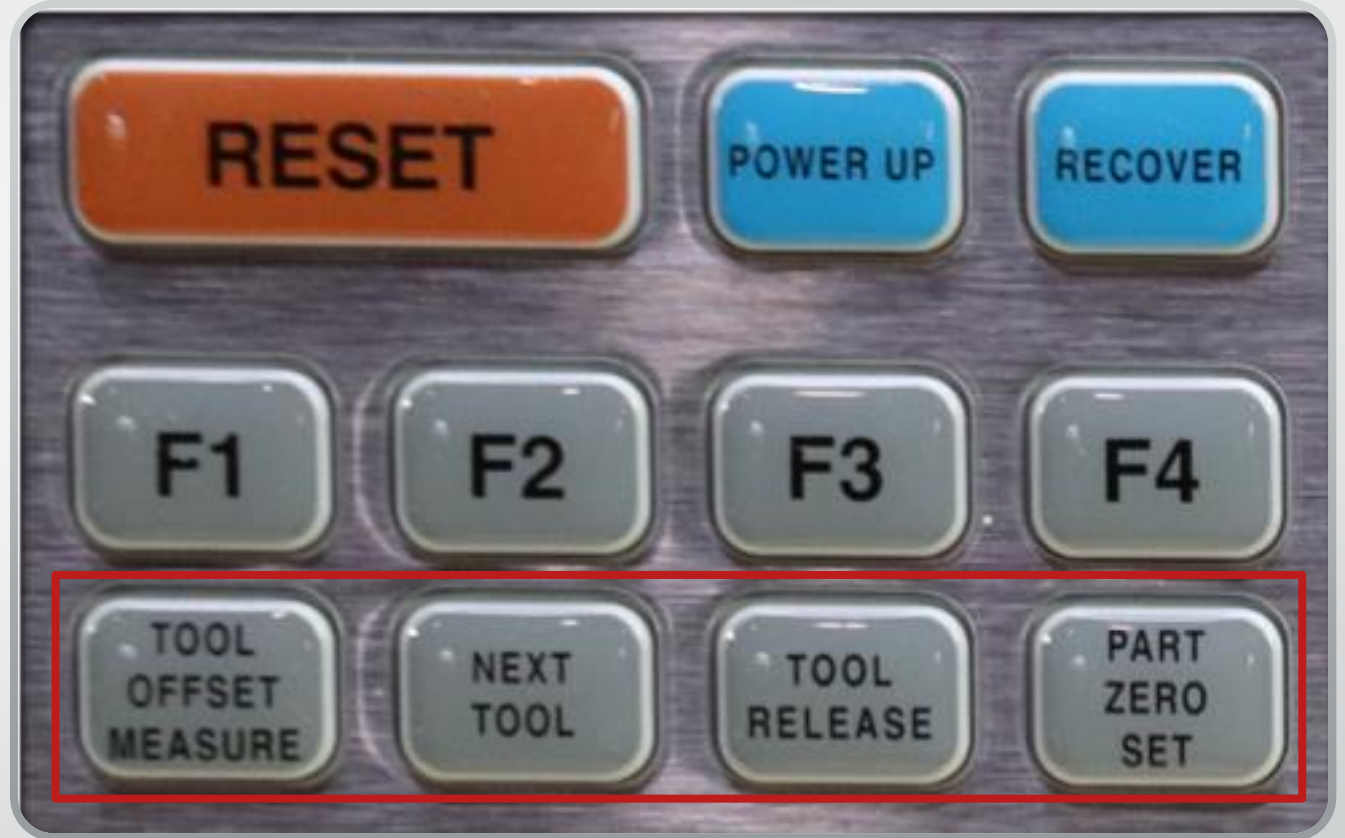 RESET
POWER UP
RECOVER
F1
F2
F3
F4
TOOL
OFFSET
MEASURE
NEXT
TOOL
TOOL
RELEASE
PART
ZERO
SET